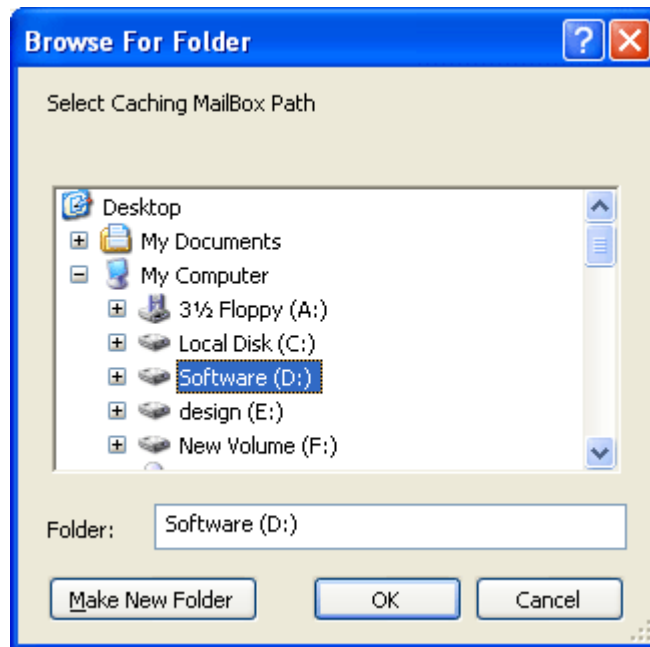 Browse For Folder
Select Caching MailBox Path
Desktop
My Documents
My Computer
3½ Floppy (A:)
Local Disk (C:)
Software (D:)
design (E:)
New Volume (F:)
Folder: Software (D:)
Make New Folder OK Cancel